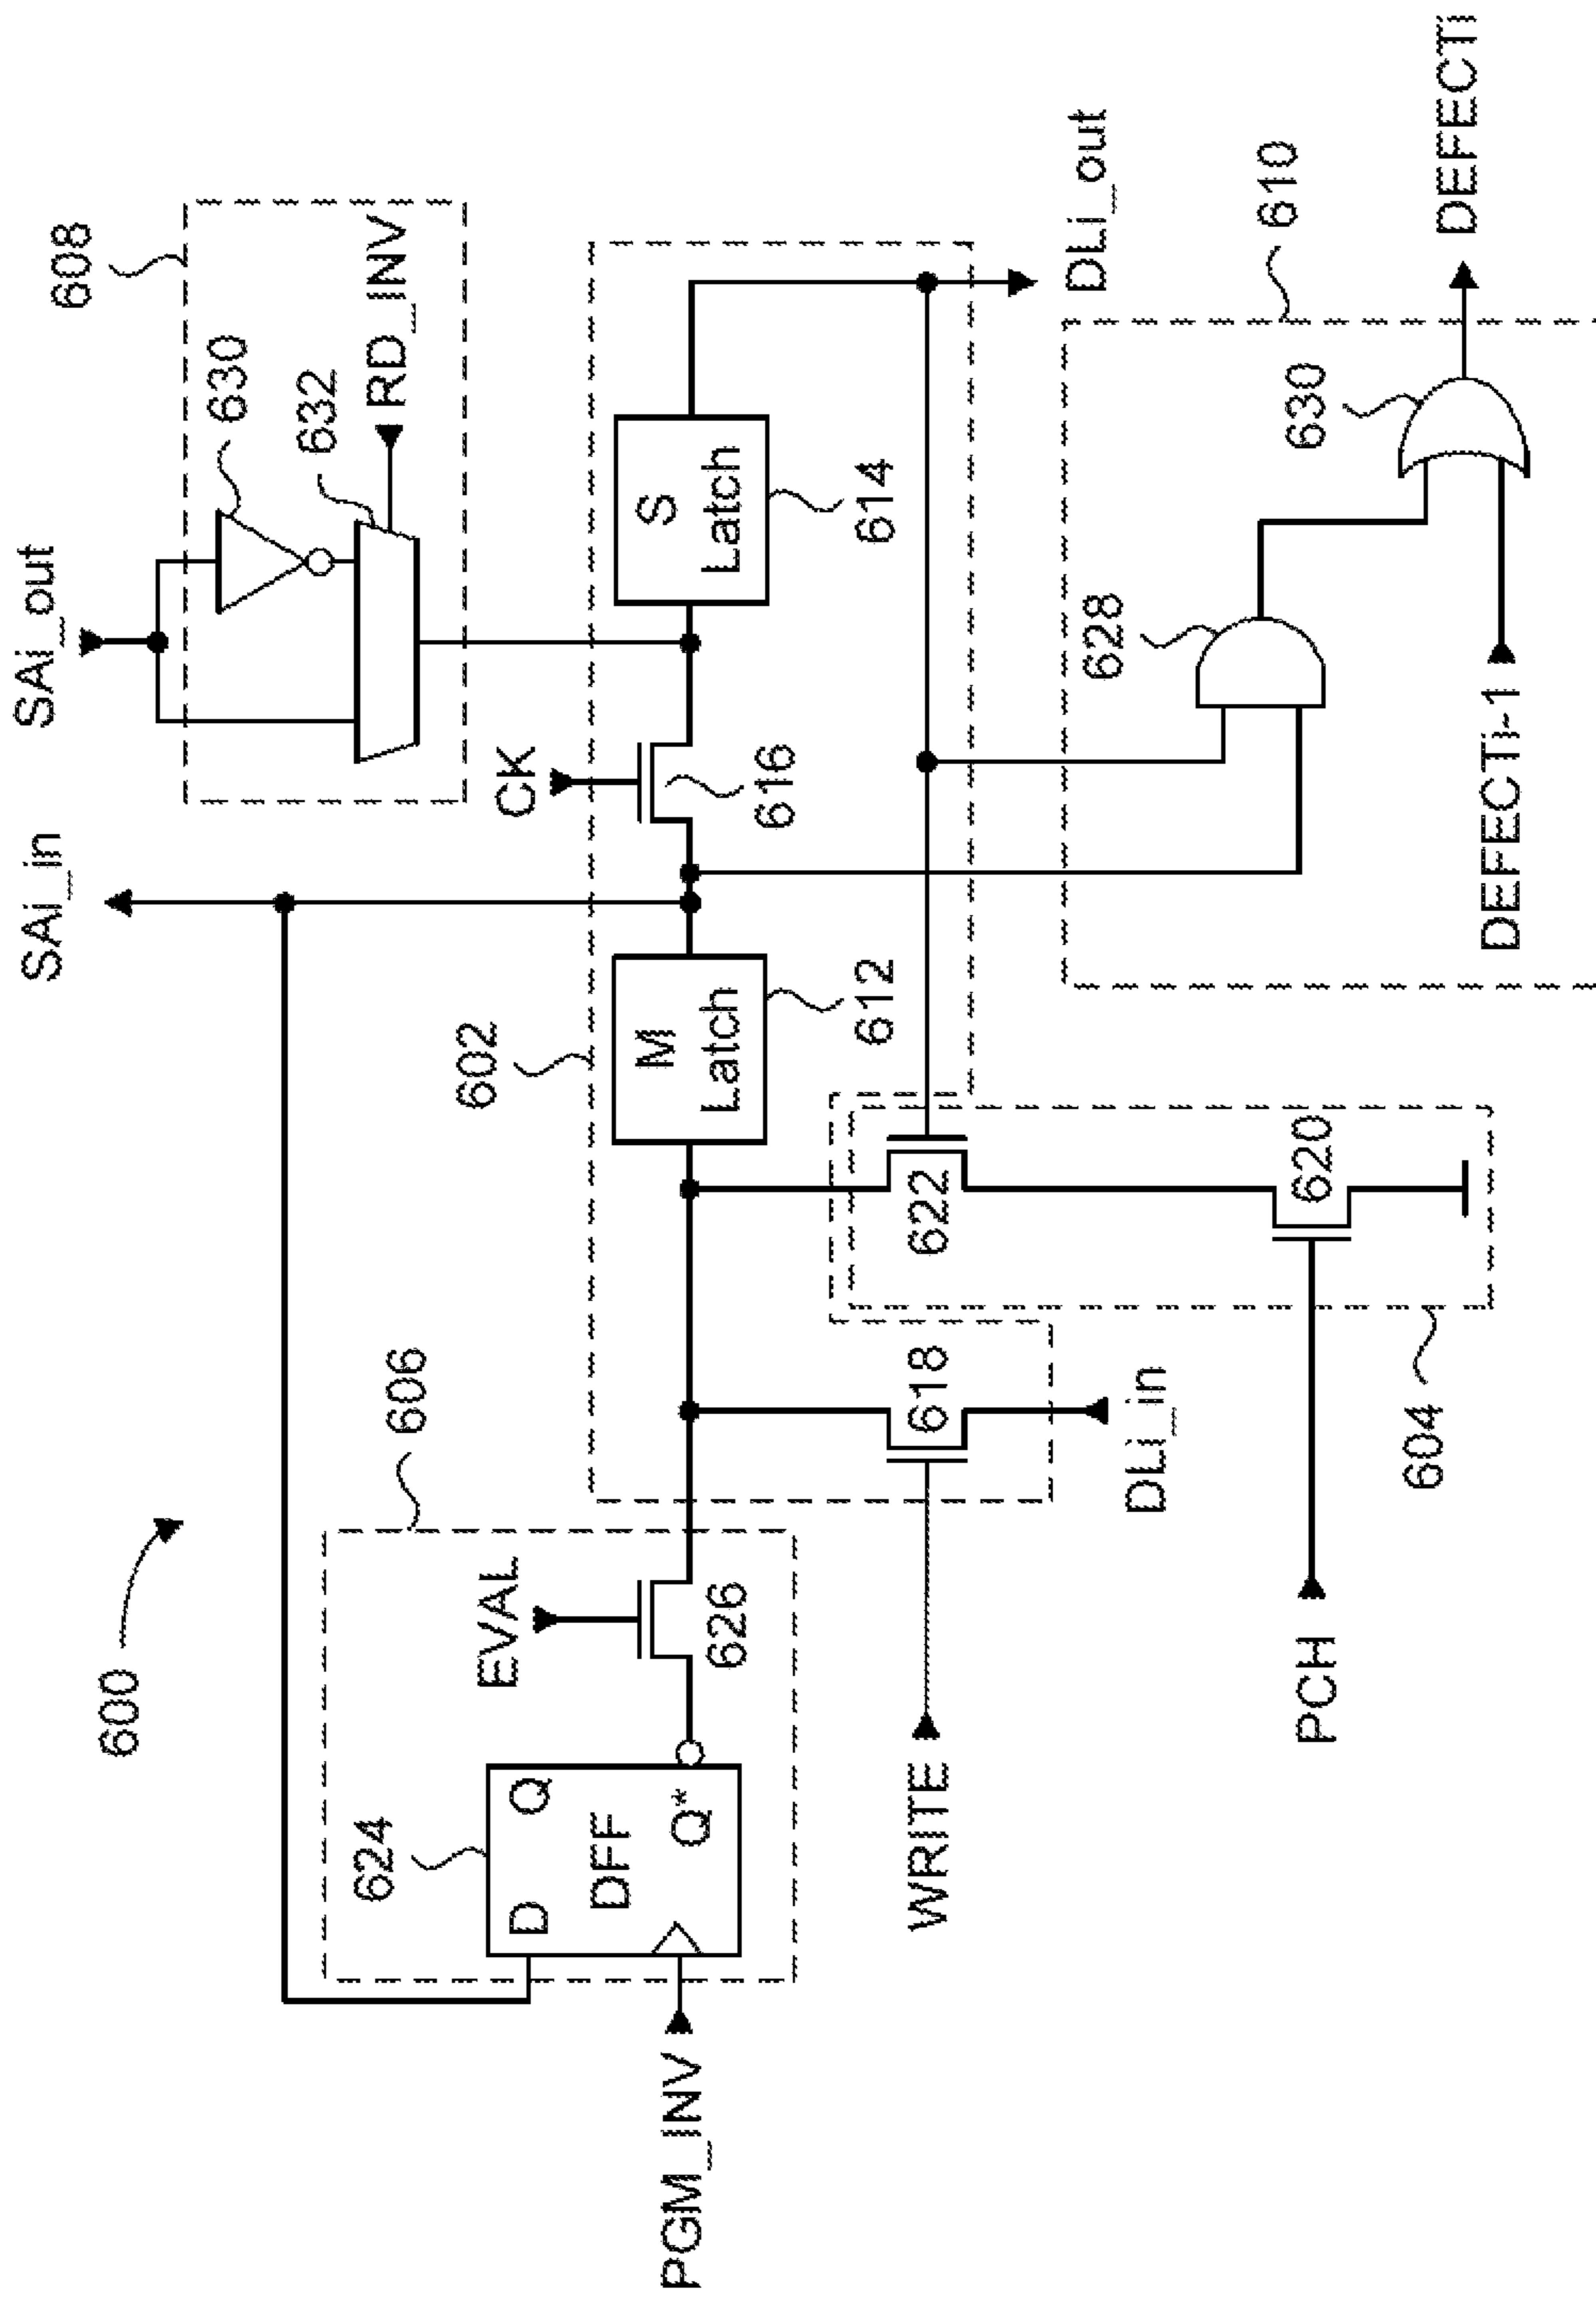 600
606
624
D
Q
DFF
Q*
PGM_INV
EVAL
626
WRITE
618
DLi_in
PCH
604
622
620
602
M
Latch
612
SAi_in
CK
616
SAi_out
608
630
632
RD_INV
S
Latch
614
DLi_out
610
628
630
DEFECTi-1
DEFECTi